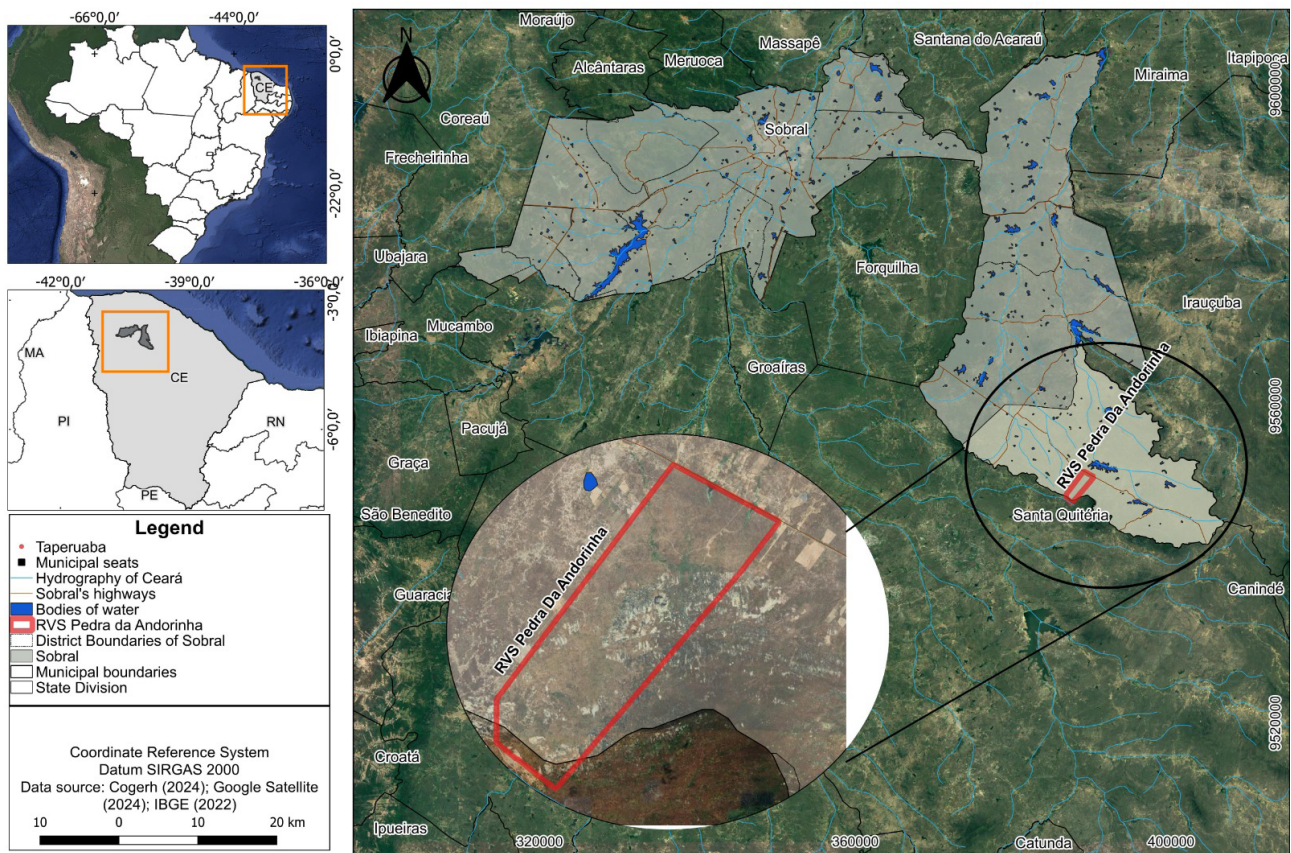 -66°0,0'
-44°0,0'
0°0,0'
-22°0,0'
CE
-42°0,0'
-39°0,0'
-36°0,0'
-3°0,0'
-6°0,0'
MA
PI
CE
RN
PE
Legend
Taperuaba
Municipal seats
Hydrography of Ceará
Sobral's highways
Bodies of water
RVS Pedra da Andorinha
District Boundaries of Sobral
Sobral
Municipal boundaries
State Division
Coordinate Reference System
Datum SIRGAS 2000
Data source: Cogerh (2024); Google Satellite
(2024); IBGE (2022)
10 0 10 20 km
N
Moraújo
Massapê
Santana do Acaraú
Itapipoca
Alcântaras
Meruoca
Miraima
Coreaú
Sobral
Frecheirinha
Ubajara
Forquilha
Irauçuba
Ibiapina
Mucambo
Groaíras
Pacujá
Graça
São Benedito
Santa Quitéria
RVS Pedra Da Andorinha
RVS Pedra Da Andorinha
Guaracia
Canindé
Croatá
Ipueiras
Catunda
320000
360000
400000
9600000
9560000
9520000